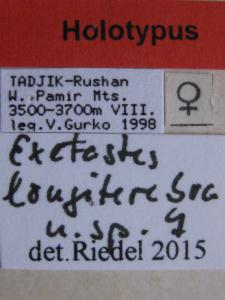 Holotypus
TADJIK-Rushan
W. Pamir Mts.
3500-3700m VIII.
leg.V.Gurko 1998
♀
Exetastes
longiterebra
n. sp. ♀
det.Riedel 2015